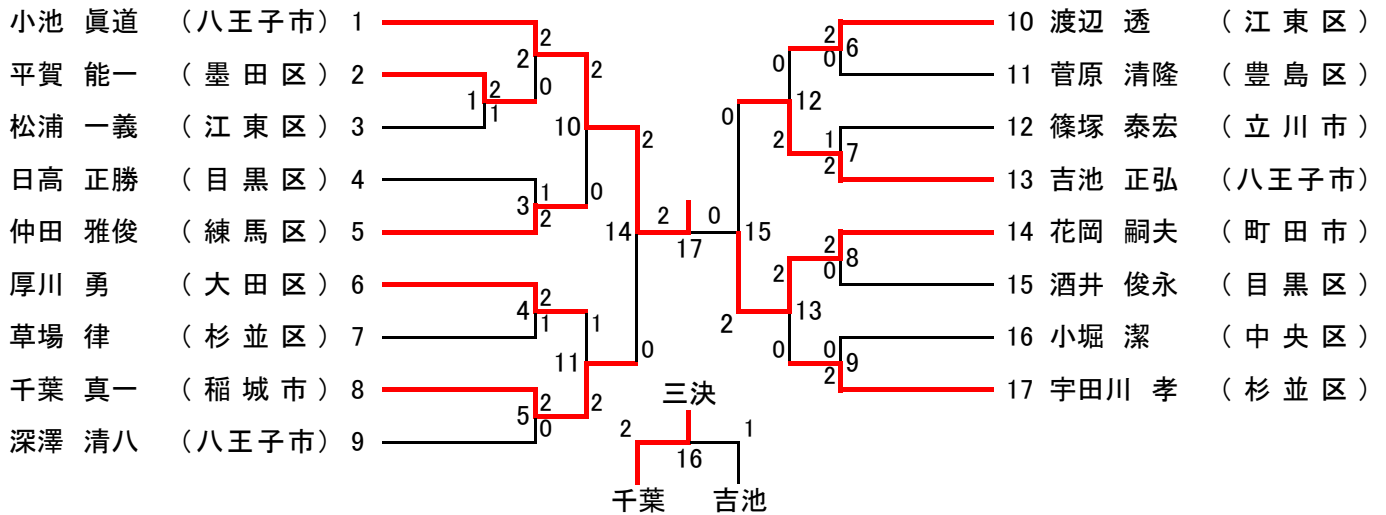 小池 眞道 （八王子市） 1
平賀 能一 （ 墨 田 区 ） 2
松浦 一義 （ 江 東 区 ） 3
日高 正勝 （ 目 黒 区 ） 4
仲田 雅俊 （ 練 馬 区 ） 5
厚川 勇 （ 大 田 区 ） 6
草場 律 （ 杉 並 区 ） 7
千葉 真一 （ 稲 城 市 ） 8
深澤 清八 （八王子市） 9
2
2
0
2
1
1
2
10
1
3
2
0
2
14
2
4
1
1
11
0
2
5
0
2
2
0
17
0
2
6
0
0
12
2
1
7
2
15
2
2
8
0
13
0
0
9
2
10 渡辺 透 （ 江 東 区 ）
11 菅原 清隆 （ 豊 島 区 ）
12 篠塚 泰宏 （ 立 川 市 ）
13 吉池 正弘 （八王子市）
14 花岡 嗣夫 （ 町 田 市 ）
15 酒井 俊永 （ 目 黒 区 ）
16 小堀 潔 （ 中 央 区 ）
17 宇田川 孝 （ 杉 並 区 ）
三決
2 1
16
千葉 吉池